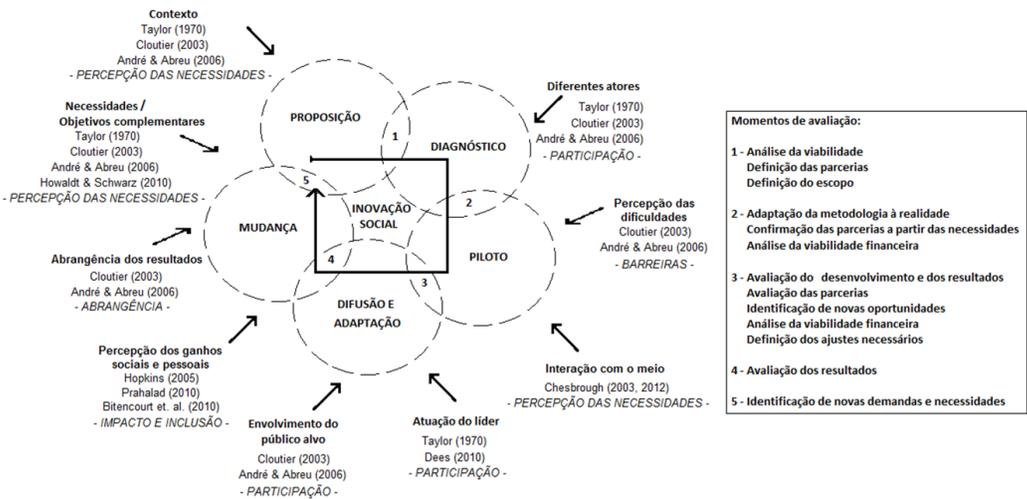 Contexto
Taylor (1970)
Cloutier (2003)
André & Abreu (2006)
- PERCEPÇÃO DAS NECESSIDADES -
Necessidades /
Objetivos complementares
Taylor (1970)
Cloutier (2003)
André & Abreu (2006)
Howaldt & Schwarz (2010)
- PERCEPÇÃO DAS NECESSIDADES -
Abrangência dos resultados
Cloutier (2003)
André & Abreu (2006)
- ABRANGÊNCIA -
Percepção dos ganhos
sociais e pessoais
Hopkins (2005)
Prahalad (2010)
Bitencourt et. al. (2010)
- IMPACTO E INCLUSÃO -
Envolvimento do
público alvo
Cloutier (2003)
André & Abreu (2006)
- PARTICIPAÇÃO -
Atuação do líder
Taylor (1970)
Dees (2010)
- PARTICIPAÇÃO -
Interação com o meio
Chesbrough (2003, 2012)
- PERCEPÇÃO DAS NECESSIDADES -
Percepção das
dificuldades
Cloutier (2003)
André & Abreu (2006)
- BARREIRAS -
Diferentes atores
Taylor (1970)
Cloutier (2003)
André & Abreu (2006)
- PARTICIPAÇÃO -
PROPOSIÇÃO
1
DIAGNÓSTICO
2
PILOTO
3
DIFUSÃO E
ADAPTAÇÃO
4
MUDANÇA
5
INOVAÇÃO
SOCIAL
Momentos de avaliação:
1 - Análise da viabilidade
Definição das parcerias
Definição do escopo
2 - Adaptação da metodologia à realidade
Confirmação das parcerias a partir das necessidades
Análise da viabilidade financeira
3 - Avaliação do desenvolvimento e dos resultados
Avaliação das parcerias
Identificação de novas oportunidades
Análise da viabilidade financeira
Definição dos ajustes necessários
4 - Avaliação dos resultados
5 - Identificação de novas demandas e necessidades